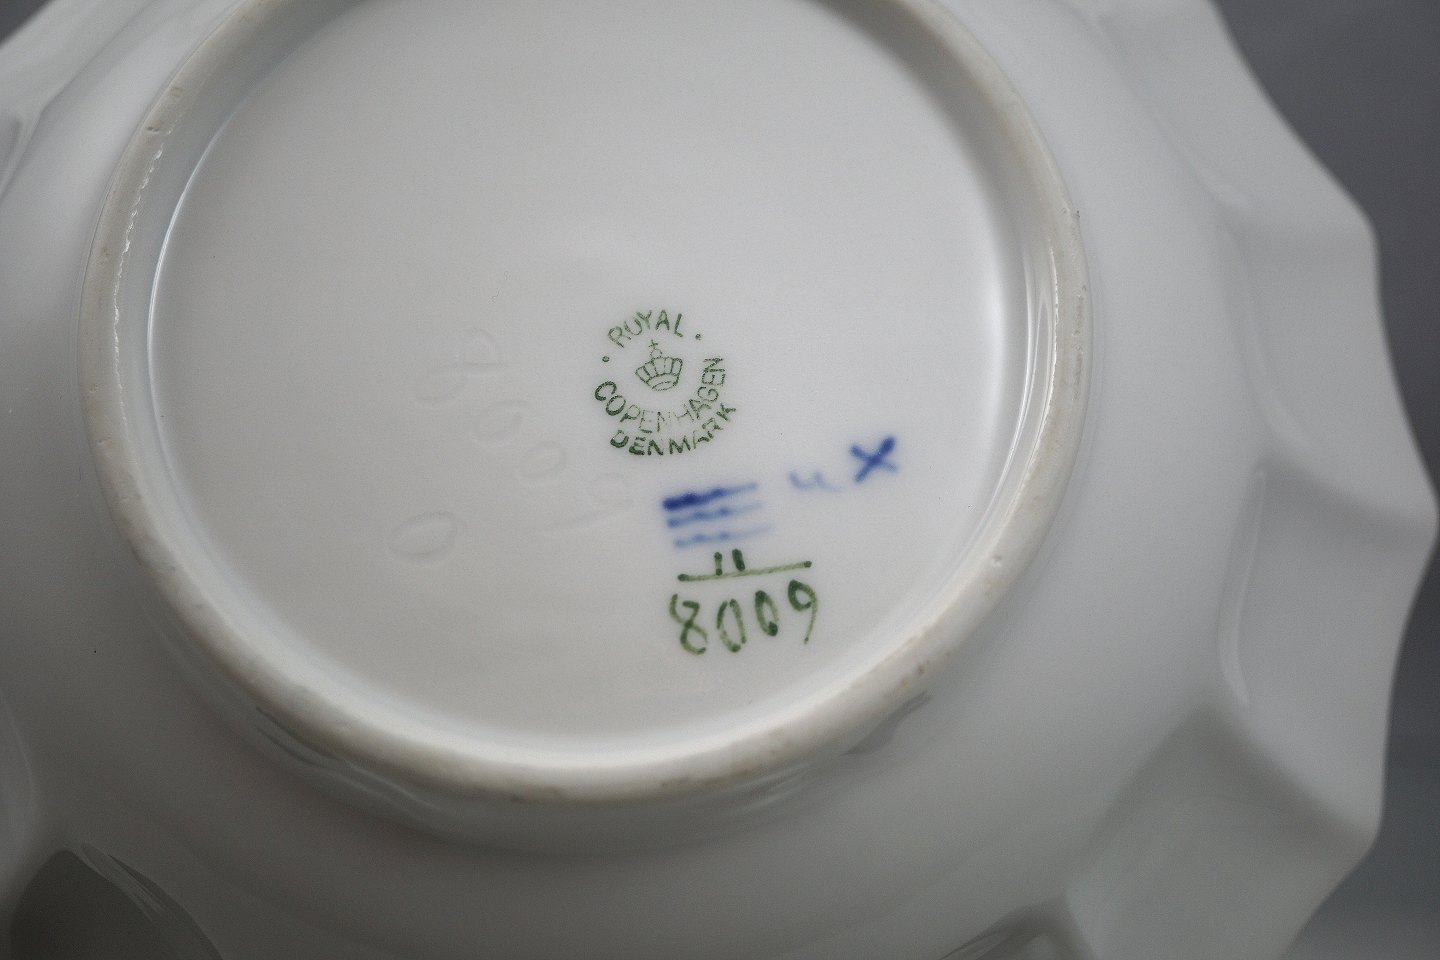 ROYAL
COPENHAGEN
DENMARK
X
11
8009